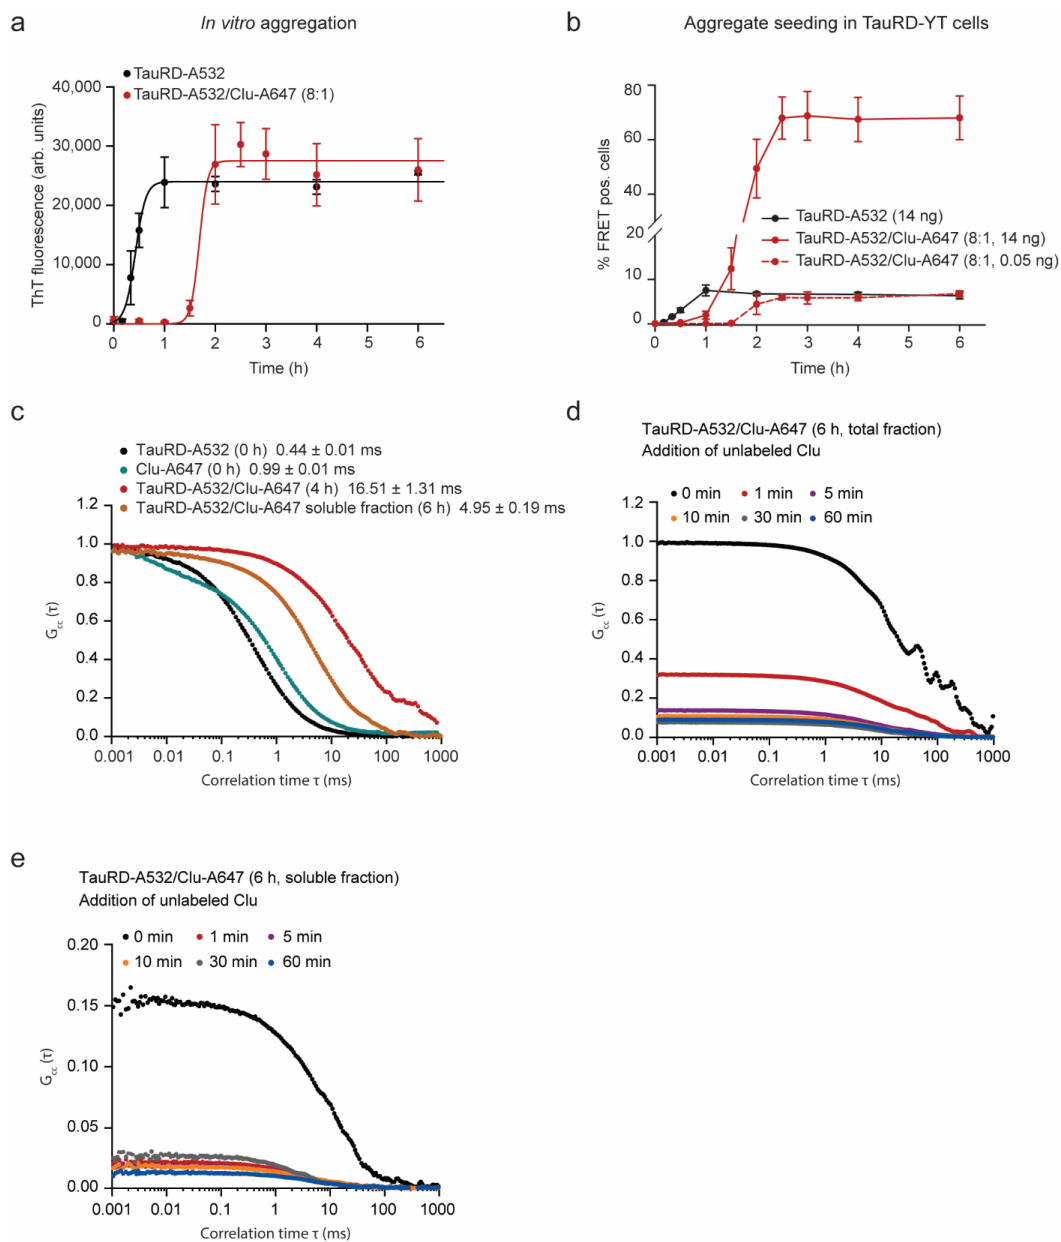 a
In vitro aggregation
TauRD-A532
TauRD-A532/Clu-A647 (8:1)
ThT fluorescence (arb. units)
40,000
30,000
20,000
10,000
0
0 1 2 3 4 6
Time (h)
b
Aggregate seeding in TauRD-YT cells
% FRET pos. cells
80
60
40
20
10
0
TauRD-A532 (14 ng)
TauRD-A532/Clu-A647 (8:1, 14 ng)
TauRD-A532/Clu-A647 (8:1, 0.05 ng)
0 1 2 3 4 6
Time (h)
c
TauRD-A532 (0 h) 0.44 ± 0.01 ms
Clu-A647 (0 h) 0.99 ± 0.01 ms
TauRD-A532/Clu-A647 (4 h) 16.51 ± 1.31 ms
TauRD-A532/Clu-A647 soluble fraction (6 h) 4.95 ± 0.19 ms
Gcc (τ)
1.2
1.0
0.8
0.6
0.4
0.2
0.0
0.001 0.01 0.1 1 10 100 1000
Correlation time τ (ms)
d
TauRD-A532/Clu-A647 (6 h, total fraction)
Addition of unlabeled Clu
0 min 1 min 5 min
10 min 30 min 60 min
Gcc (τ)
1.2
1.0
0.8
0.6
0.4
0.2
0.0
0.001 0.01 0.1 1 10 100 1000
Correlation time τ (ms)
e
TauRD-A532/Clu-A647 (6 h, soluble fraction)
Addition of unlabeled Clu
0 min 1 min 5 min
10 min 30 min 60 min
Gcc (τ)
0.20
0.15
0.10
0.05
0.00
0.001 0.01 0.1 1 10 100 1000
Correlation time τ (ms)